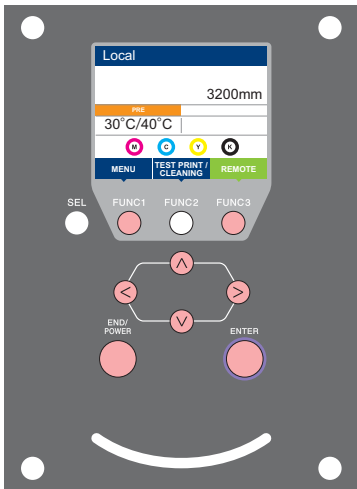 Local
3200mm
PRE
30˚C/40˚C
M C Y K
MENU TEST PRINT / CLEANING REMOTE
SEL FUNC1 FUNC2 FUNC3
END/
POWER
ENTER